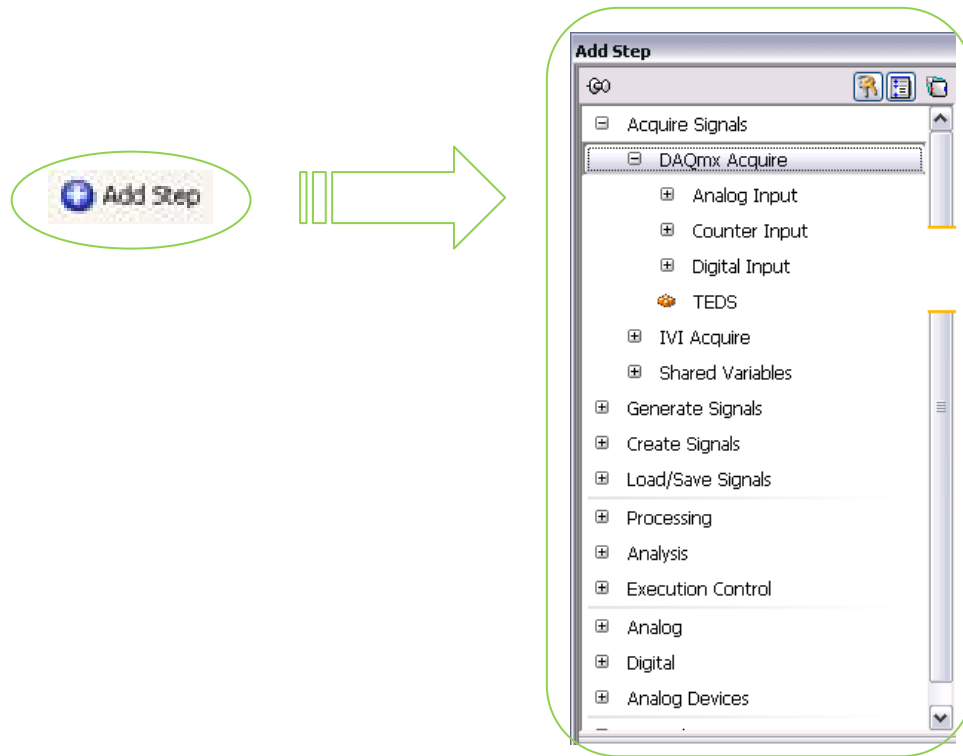 Add Step
Add Step
Acquire Signals
DAQmx Acquire
Analog Input
Counter Input
Digital Input
TEDS
IVI Acquire
Shared Variables
Generate Signals
Create Signals
Load/Save Signals
Processing
Analysis
Execution Control
Analog
Digital
Analog Devices